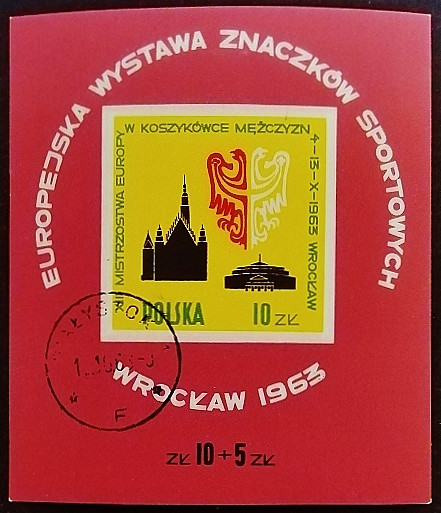 EUROPEJSKA WYSTAWA ZNACZKÓW SPORTOWYCH
XIII MISTRZOSTWA EUROPY W KOSZYKÓWCE MĘŻCZYZN 4-13-X-1963 WROCŁAW
POLSKA 10 ZŁ
F
WROCŁAW 1963
ZŁ 10+5 ZŁ